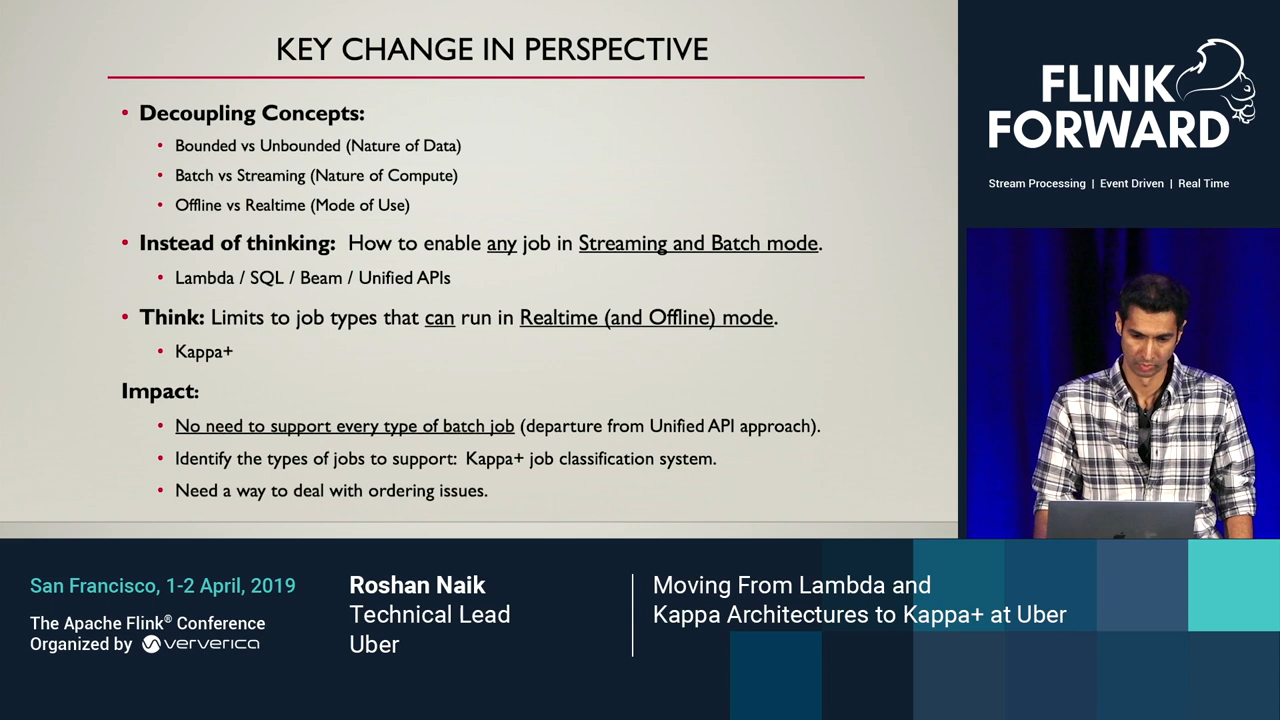 KEY CHANGE IN PERSPECTIVE
• Decoupling Concepts:
• Bounded vs Unbounded (Nature of Data)
• Batch vs Streaming (Nature of Compute)
• Offline vs Realtime (Mode of Use)
• Instead of thinking: How to enable any job in Streaming and Batch mode.
• Lambda / SQL / Beam / Unified APIs
• Think: Limits to job types that can run in Realtime (and Offline) mode.
• Kappa+
Impact:
• No need to support every type of batch job (departure from Unified API approach).
• Identify the types of jobs to support: Kappa+ job classification system.
• Need a way to deal with ordering issues.
FLINK
FORWARD
Stream Processing | Event Driven | Real Time
San Francisco, 1-2 April, 2019
The Apache Flink® Conference
Organized by ververica
Roshan Naik
Technical Lead
Uber
Moving From Lambda and
Kappa Architectures to Kappa+ at Uber